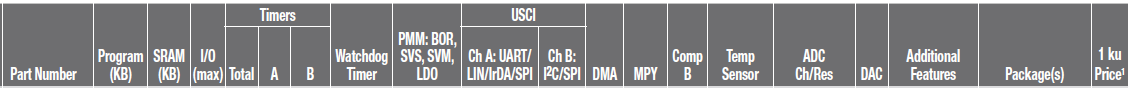 Timers USCI
PMM: BOR,
Program SRAM I/O Watchdog SVS, SVM, Ch A: UART/ Ch B: Comp Temp ADC Additional 1 ku
Part Number (KB) (KB) (max) Total A B Timer LDO LIN/IrDA/SPI I²C/SPI DMA MPY B Sensor Ch/Res DAC Features Package(s) Price¹